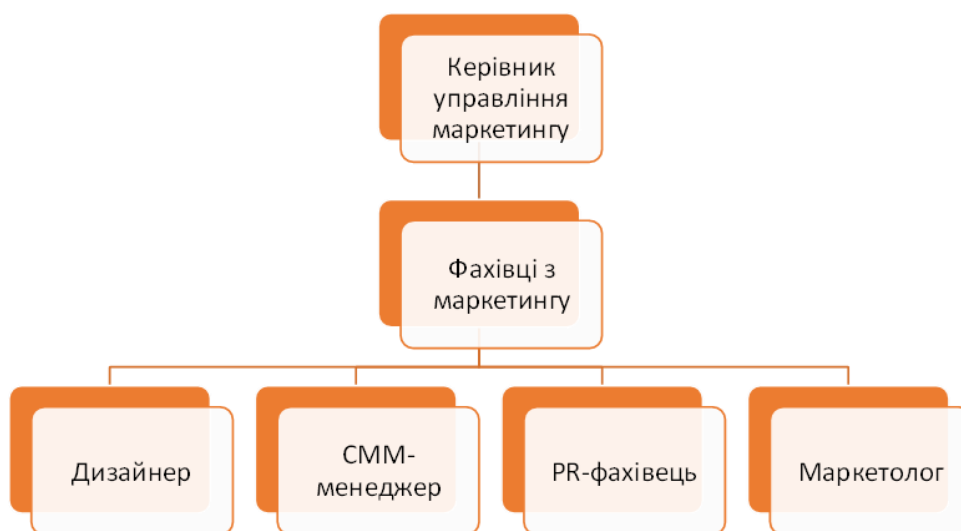 Керівник
управління
маркетингу
Фахівці з
маркетингу
Дизайнер
СММ-
менеджер
PR-фахівець
Маркетолог